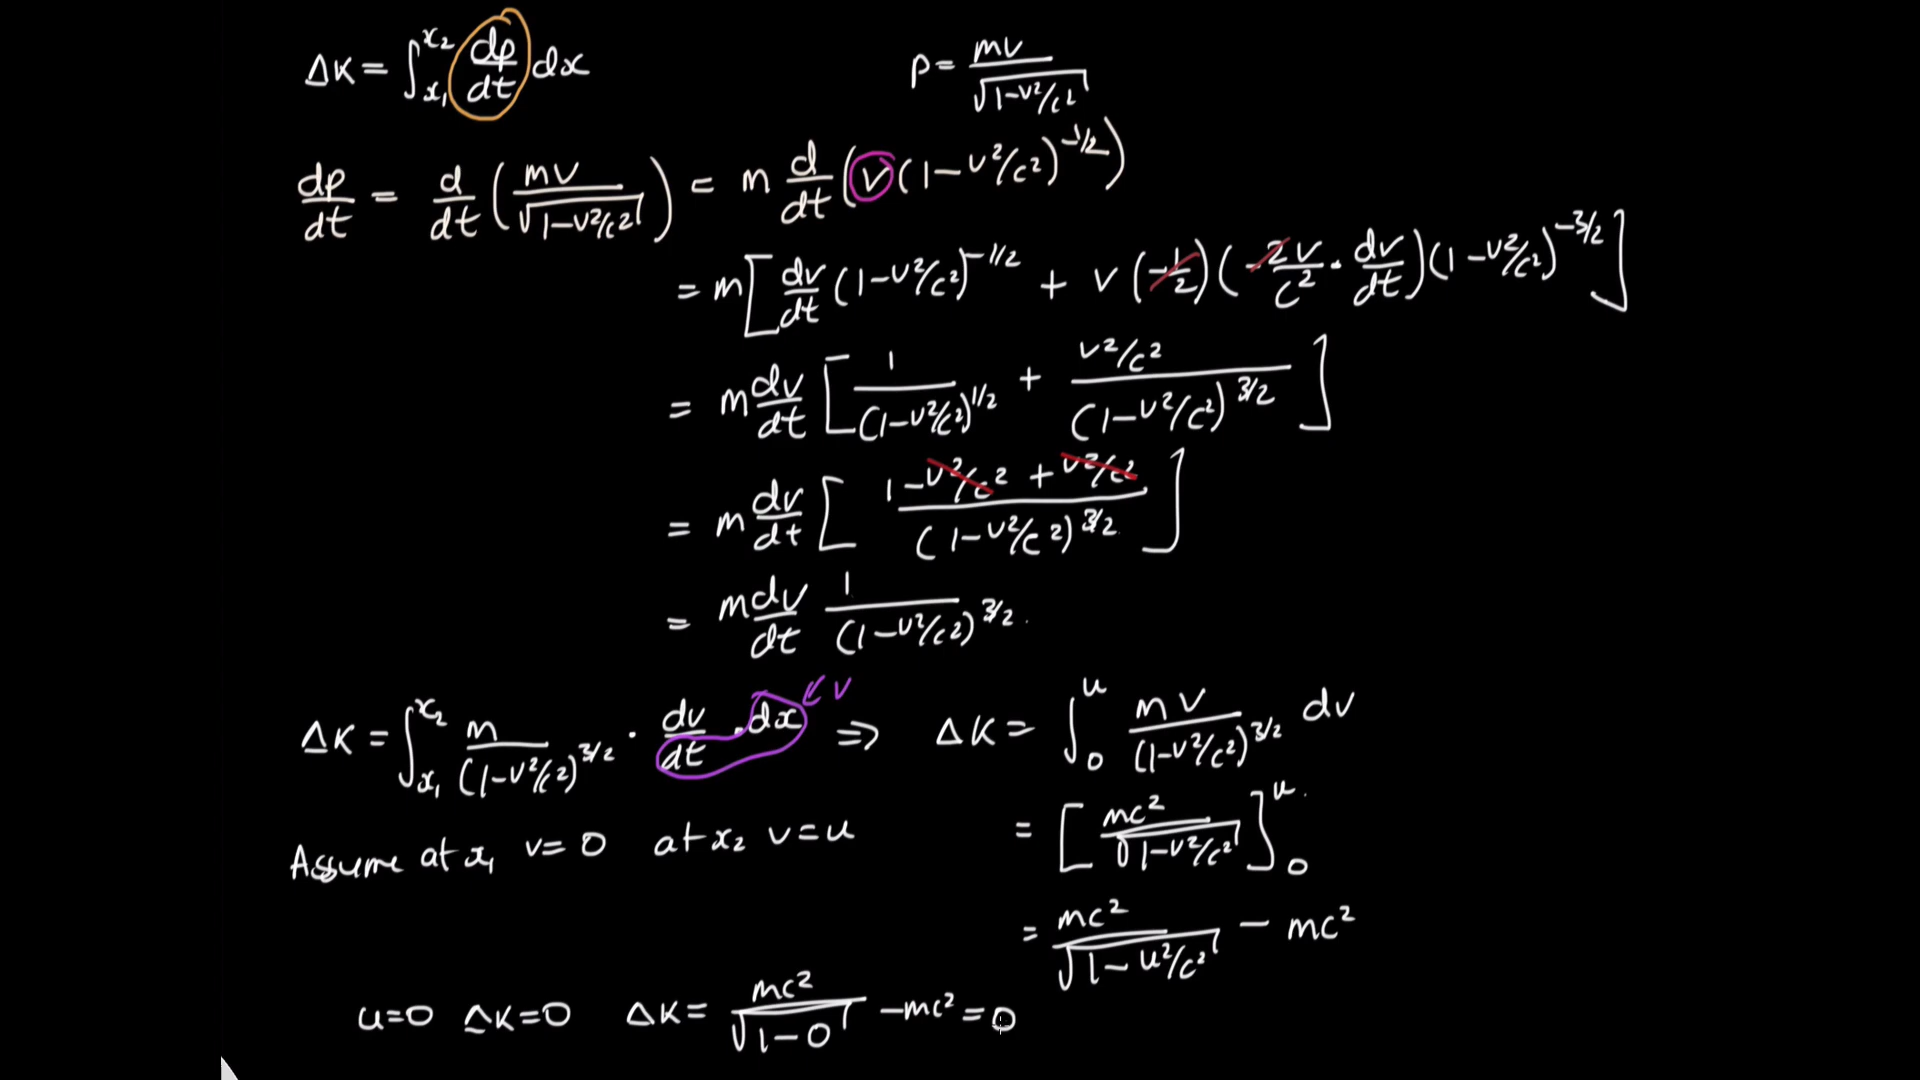 ΔK = ∫_{x₁}^{x₂} dp/dt dx    p = mv/√(1-v²/c²)
dp/dt = d/dt (mv/√(1-v²/c²)) = m d/dt (v(1-v²/c²)^{-1/2})
= m[dv/dt (1-v²/c²)^{-1/2} + v(-1/2)(-2v/c² · dv/dt)(1-v²/c²)^{-3/2}]
= m dv/dt [1/(1-v²/c²)^{1/2} + (v²/c²)/(1-v²/c²)^{3/2}]
= m dv/dt [(1-v²/c² + v²/c²)/(1-v²/c²)^{3/2}]
= m dv/dt 1/(1-v²/c²)^{3/2}.
ΔK = ∫_{x₁}^{x₂} m/(1-v²/c²)^{3/2} · dv/dt · dx ← v ⇒ ΔK = ∫_0^u mv/(1-v²/c²)^{3/2} dv
Assume at x₁ v=0 at x₂ v=u    = [mc²/√(1-v²/c²)]_0^u.
= mc²/√(1-u²/c²) - mc²
u=0 ΔK=0 ΔK = mc²/√(1-0) - mc² = 0